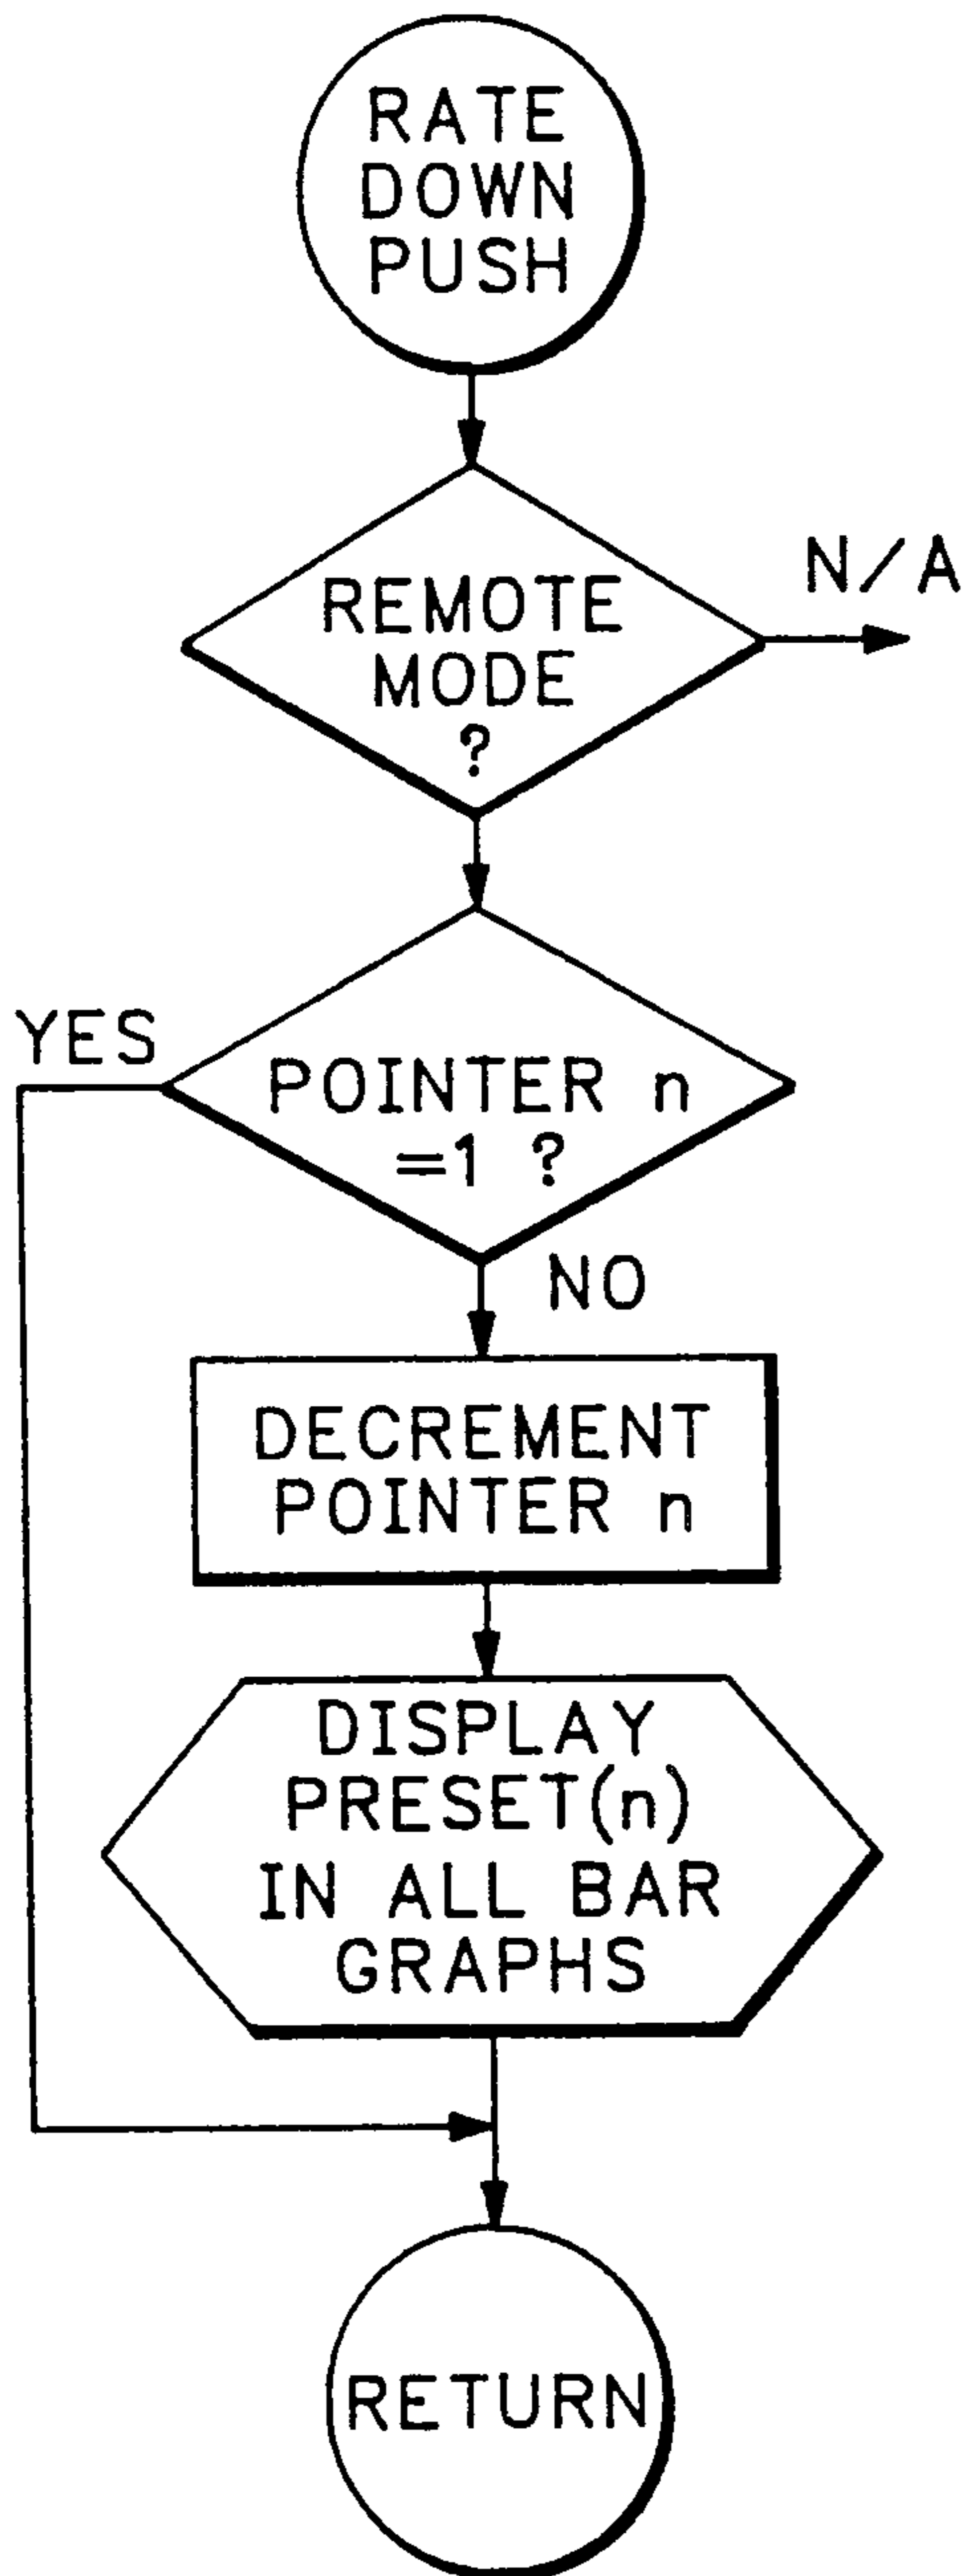 RATE
DOWN
PUSH
N/A
REMOTE
MODE
?
YES
POINTER n
=1 ?
NO
DECREMENT
POINTER n
DISPLAY
PRESET(n)
IN ALL BAR
GRAPHS
RETURN